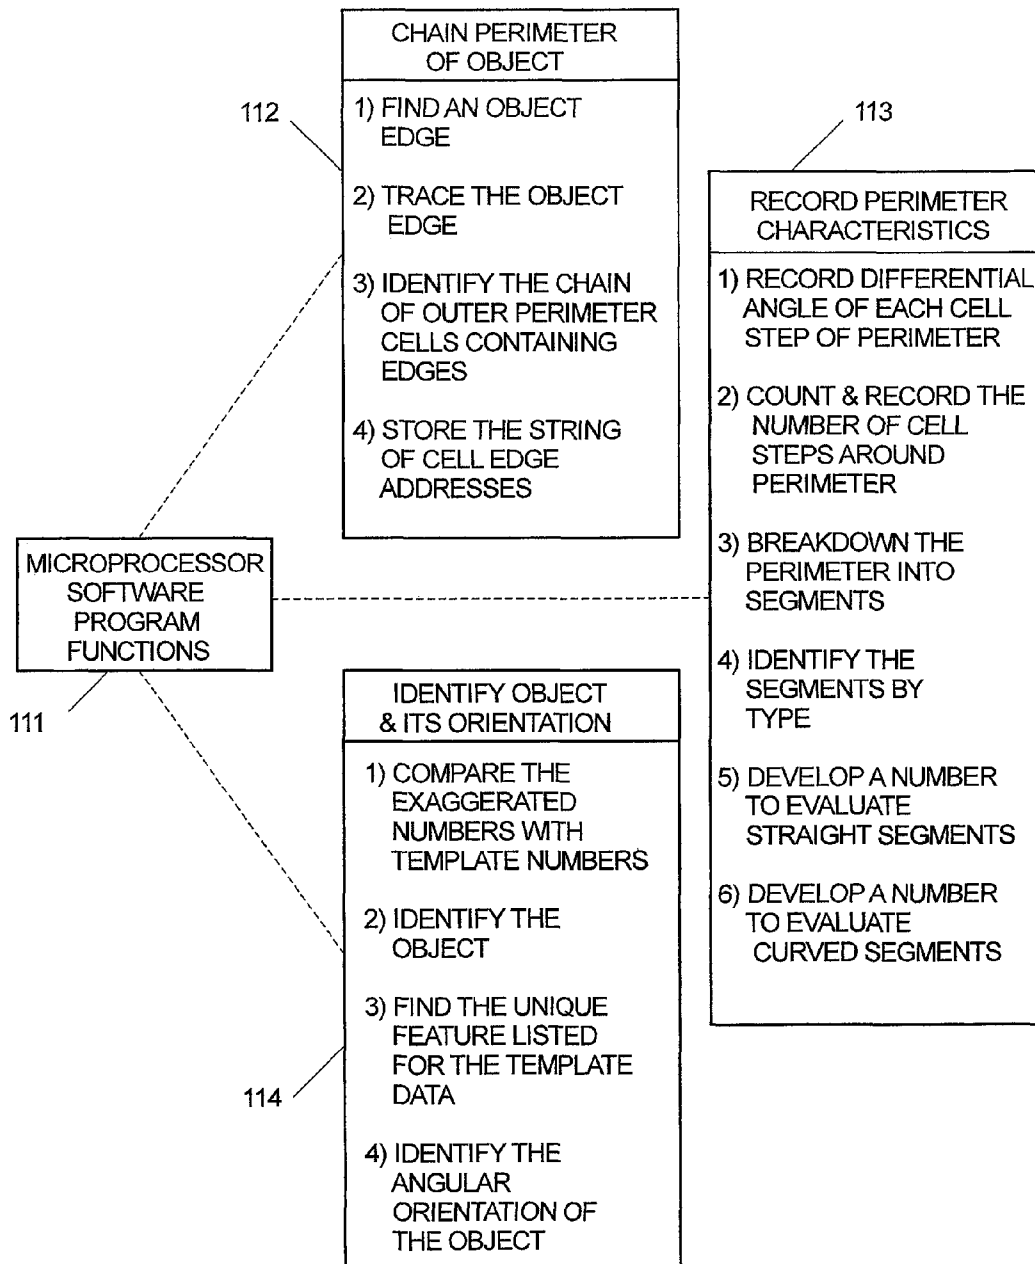 CHAIN PERIMETER
OF OBJECT
112
1) FIND AN OBJECT
EDGE
2) TRACE THE OBJECT
EDGE
3) IDENTIFY THE CHAIN
OF OUTER PERIMETER
CELLS CONTAINING
EDGES
4) STORE THE STRING
OF CELL EDGE
ADDRESSES
113
RECORD PERIMETER
CHARACTERISTICS
1) RECORD DIFFERENTIAL
ANGLE OF EACH CELL
STEP OF PERIMETER
2) COUNT & RECORD THE
NUMBER OF CELL
STEPS AROUND
PERIMETER
3) BREAKDOWN THE
PERIMETER INTO
SEGMENTS
4) IDENTIFY THE
SEGMENTS BY
TYPE
5) DEVELOP A NUMBER
TO EVALUATE
STRAIGHT SEGMENTS
6) DEVELOP A NUMBER
TO EVALUATE
CURVED SEGMENTS
MICROPROCESSOR
SOFTWARE
PROGRAM
FUNCTIONS
111
IDENTIFY OBJECT
& ITS ORIENTATION
1) COMPARE THE
EXAGGERATED
NUMBERS WITH
TEMPLATE NUMBERS
2) IDENTIFY THE
OBJECT
3) FIND THE UNIQUE
FEATURE LISTED
FOR THE TEMPLATE
DATA
114
4) IDENTIFY THE
ANGULAR
ORIENTATION OF
THE OBJECT